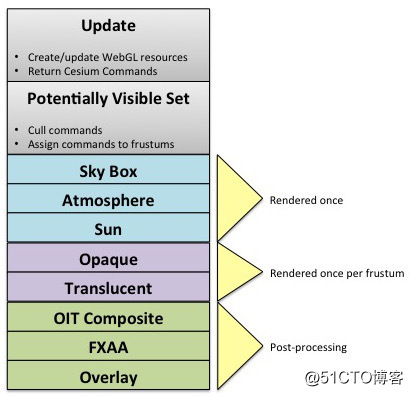 Update
• Create/update WebGL resources
• Return Cesium Commands
Potentially Visible Set
• Cull commands
• Assign commands to frustums
Sky Box
Atmosphere
Sun
Rendered once
Opaque
Translucent
Rendered once per frustum
OIT Composite
FXAA
Overlay
Post-processing
@51CTO博客